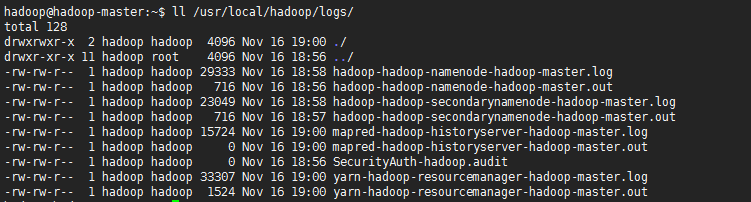 hadoop@hadoop-master:~$ ll /usr/local/hadoop/logs/
total 128
drwxrwxr-x  2 hadoop hadoop  4096 Nov 16 19:00 ./
drwxr-xr-x 11 hadoop root    4096 Nov 16 18:56 ../
-rw-rw-r--  1 hadoop hadoop 29333 Nov 16 18:58 hadoop-hadoop-namenode-hadoop-master.log
-rw-rw-r--  1 hadoop hadoop   716 Nov 16 18:56 hadoop-hadoop-namenode-hadoop-master.out
-rw-rw-r--  1 hadoop hadoop 23049 Nov 16 18:58 hadoop-hadoop-secondarynamenode-hadoop-master.log
-rw-rw-r--  1 hadoop hadoop   716 Nov 16 18:57 hadoop-hadoop-secondarynamenode-hadoop-master.out
-rw-rw-r--  1 hadoop hadoop 15724 Nov 16 19:00 mapred-hadoop-historyserver-hadoop-master.log
-rw-rw-r--  1 hadoop hadoop     0 Nov 16 19:00 mapred-hadoop-historyserver-hadoop-master.out
-rw-rw-r--  1 hadoop hadoop     0 Nov 16 18:56 SecurityAuth-hadoop.audit
-rw-rw-r--  1 hadoop hadoop 33307 Nov 16 19:00 yarn-hadoop-resourcemanager-hadoop-master.log
-rw-rw-r--  1 hadoop hadoop  1524 Nov 16 19:00 yarn-hadoop-resourcemanager-hadoop-master.out